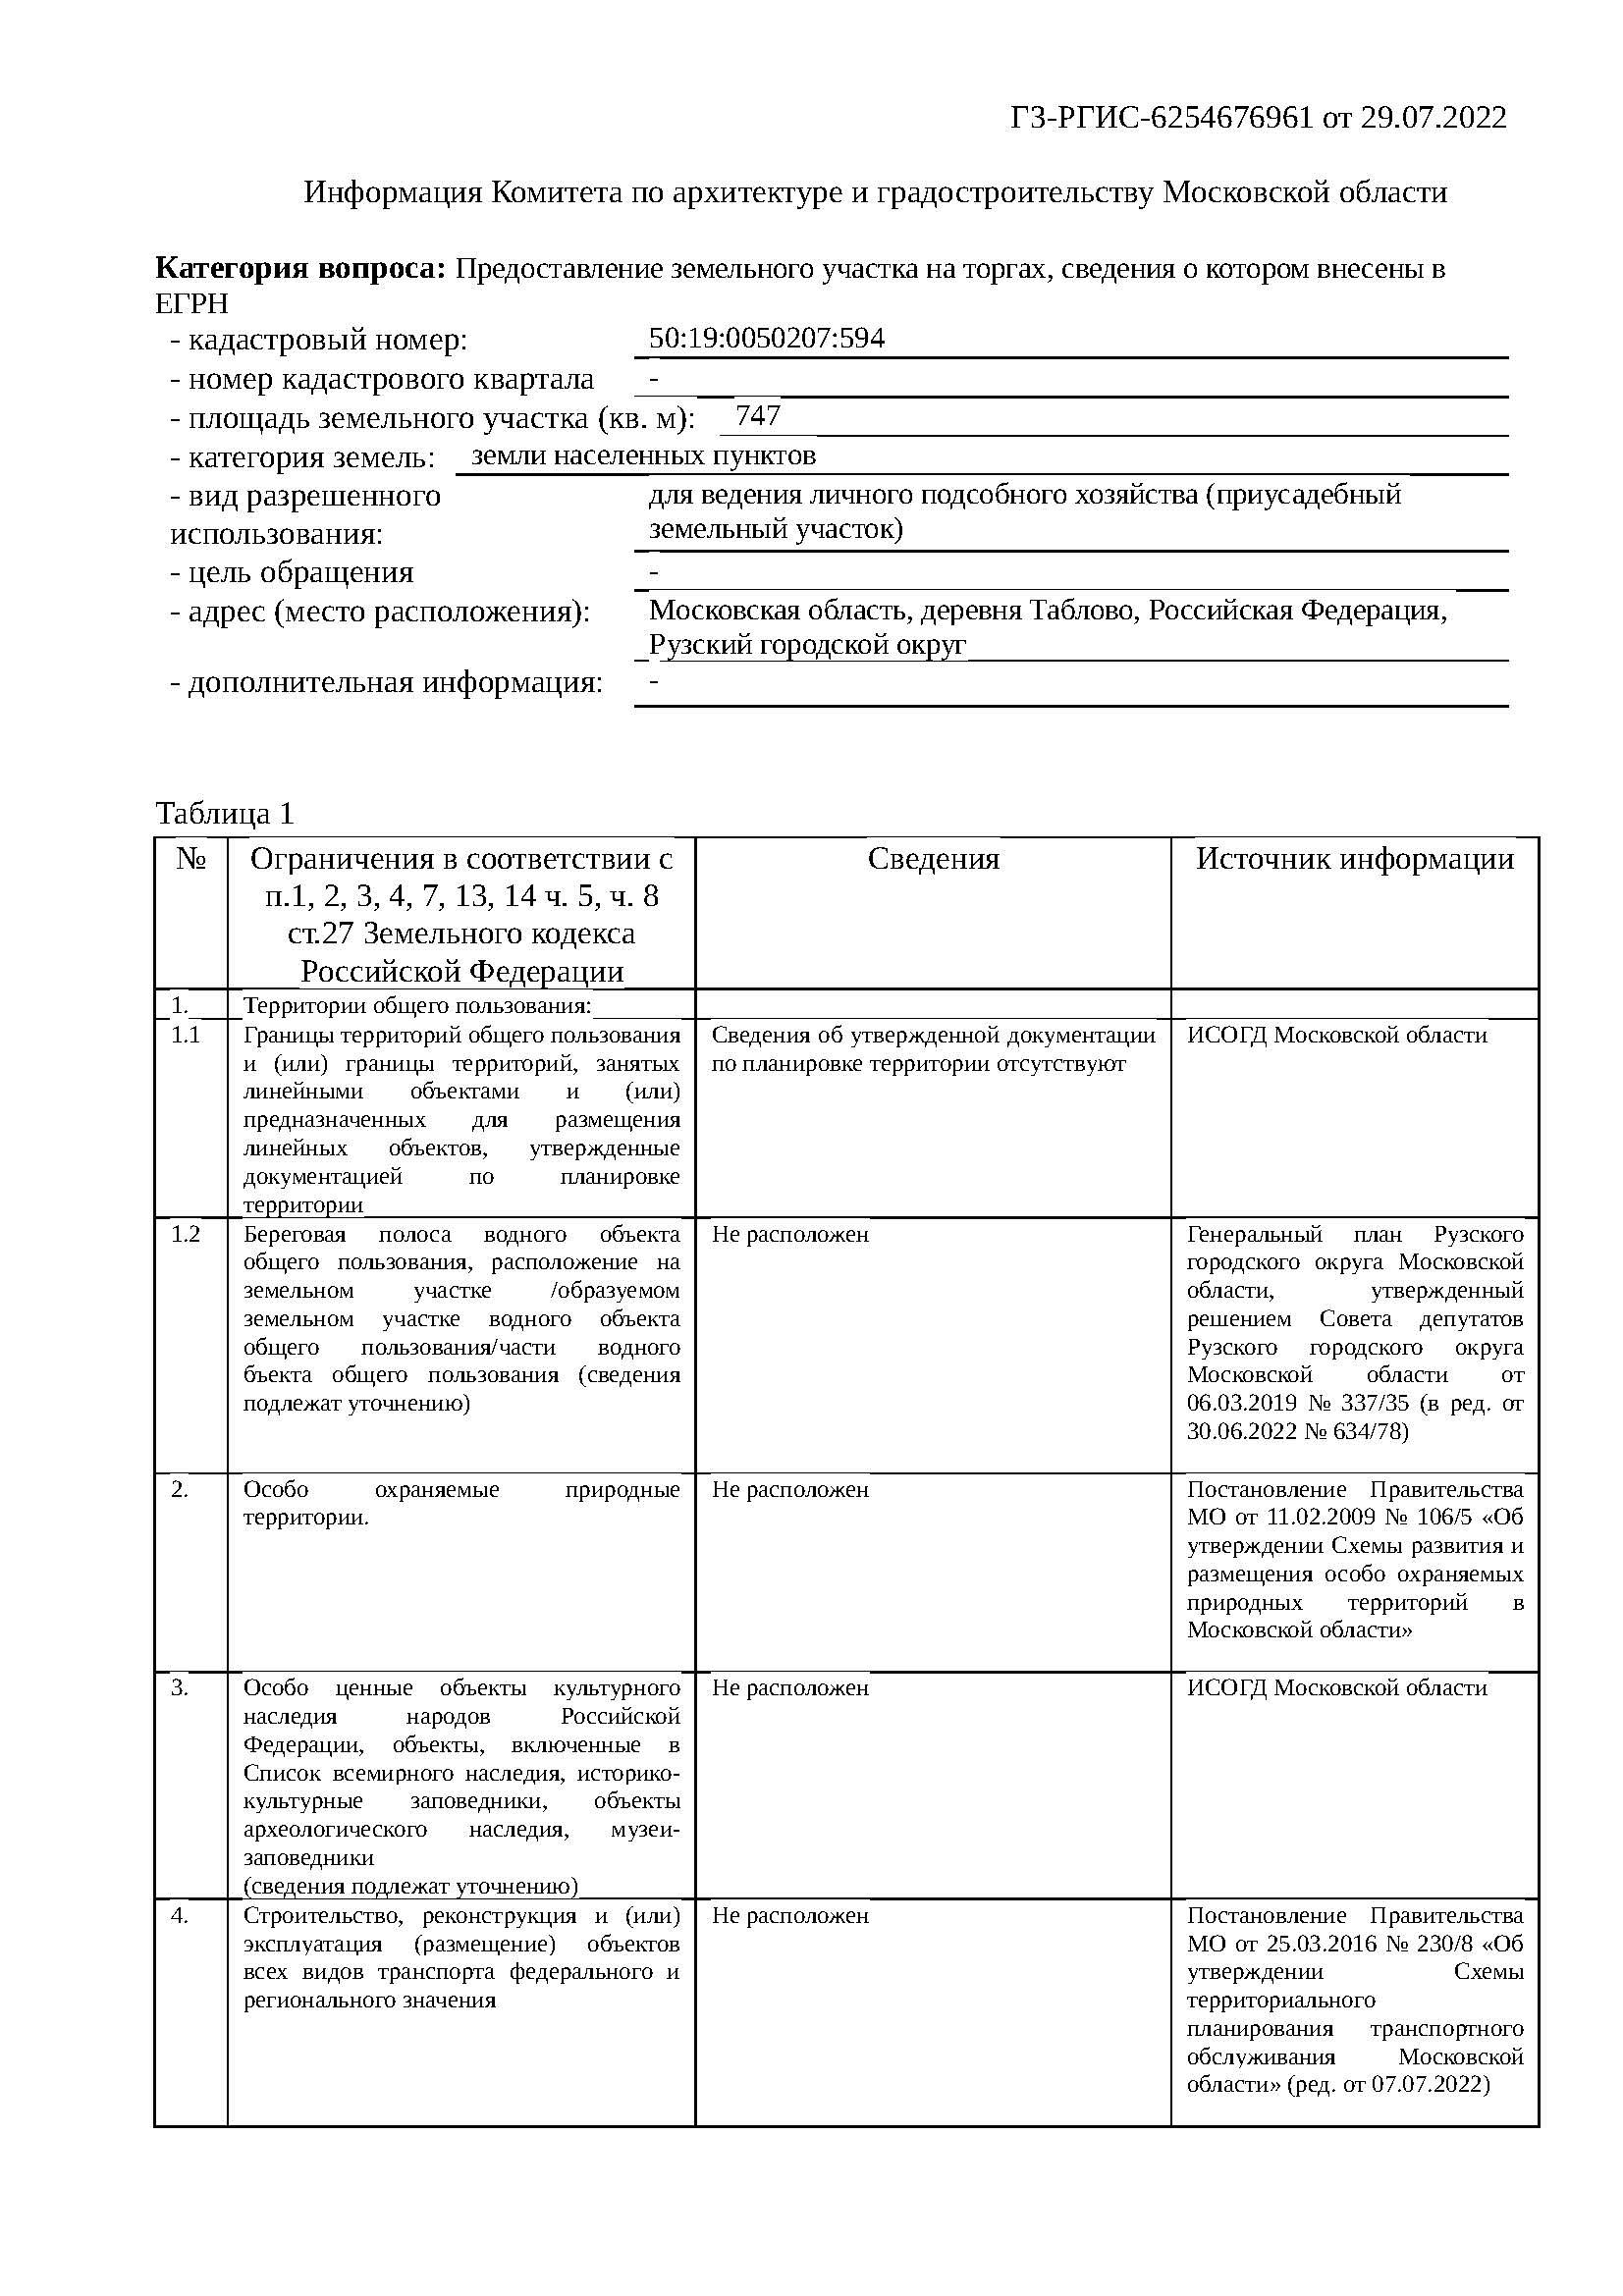 ГЗ-РГИС-6254676961 от 29.07.2022
Информация Комитета по архитектуре и градостроительству Московской области
Категория вопроса: Предоставление земельного участка на торгах, сведения о котором внесены в
ЕГРН
- кадастровый номер: 50:19:0050207:594
- номер кадастрового квартала -
- площадь земельного участка (кв. м): 747
- категория земель: земли населенных пунктов
- вид разрешенного
использования:
для ведения личного подсобного хозяйства (приусадебный
земельный участок)
- цель обращения -
- адрес (место расположения): Московская область, деревня Таблово, Российская Федерация,
Рузский городской округ
- дополнительная информация: -
Таблица 1
№
Ограничения в соответствии с
п.1, 2, 3, 4, 7, 13, 14 ч. 5, ч. 8
ст.27 Земельного кодекса
Российской Федерации
Сведения
Источник информации
1.
Территории общего пользования:
1.1
Границы территорий общего пользования
и (или) границы территорий, занятых
линейными объектами и (или)
предназначенных для размещения
линейных объектов, утвержденные
документацией по планировке
территории
Сведения об утвержденной документации
по планировке территории отсутствуют
ИСОГД Московской области
1.2
Береговая полоса водного объекта
общего пользования, расположение на
земельном участке /образуемом
земельном участке водного объекта
общего пользования/части водного
бъекта общего пользования (сведения
подлежат уточнению)
Не расположен
Генеральный план Рузского
городского округа Московской
области, утвержденный
решением Совета депутатов
Рузского городского округа
Московской области от
06.03.2019 № 337/35 (в ред. от
30.06.2022 № 634/78)
2.
Особо охраняемые природные
территории.
Не расположен
Постановление Правительства
МО от 11.02.2009 № 106/5 «Об
утверждении Схемы развития и
размещения особо охраняемых
природных территорий в
Московской области»
3.
Особо ценные объекты культурного
наследия народов Российской
Федерации, объекты, включенные в
Список всемирного наследия, историко-
культурные заповедники, объекты
археологического наследия, музеи-
заповедники
(сведения подлежат уточнению)
Не расположен
ИСОГД Московской области
4.
Строительство, реконструкция и (или)
эксплуатация (размещение) объектов
всех видов транспорта федерального и
регионального значения
Не расположен
Постановление Правительства
МО от 25.03.2016 № 230/8 «Об
утверждении Схемы
территориального
планирования транспортного
обслуживания Московской
области» (ред. от 07.07.2022)